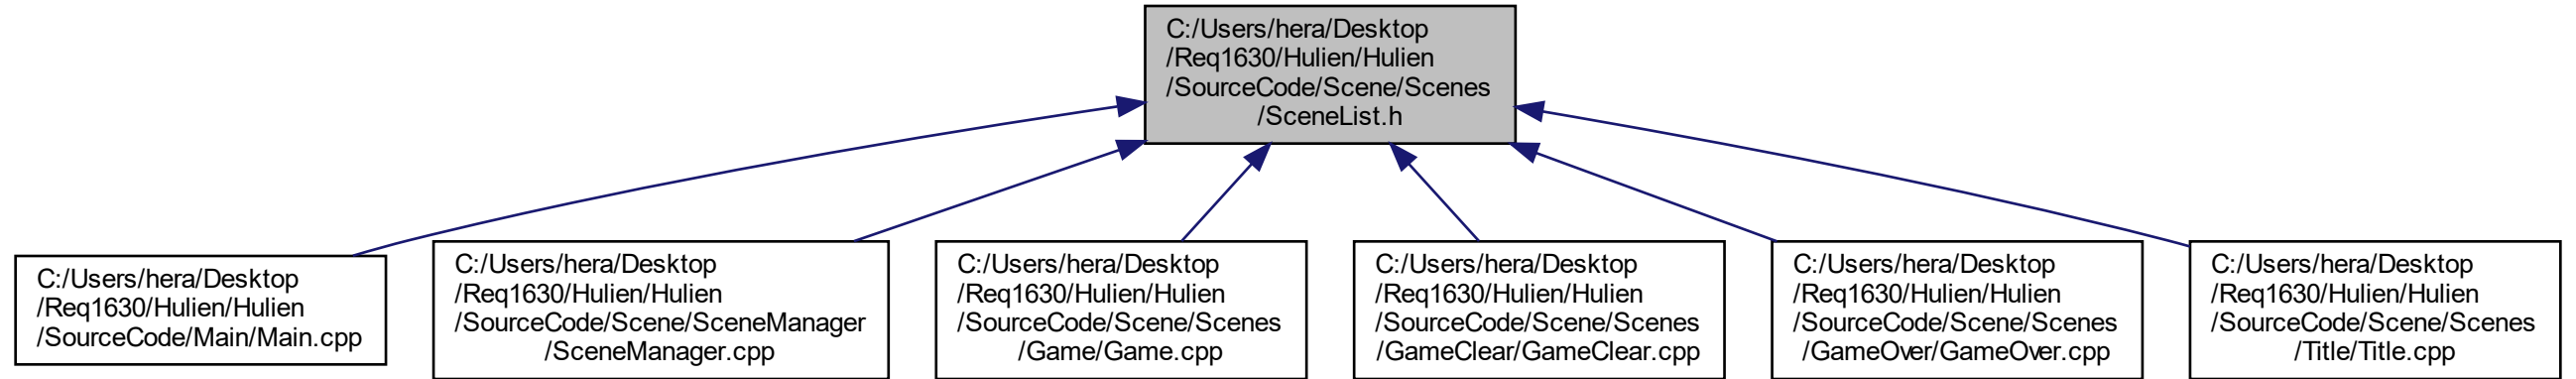 C:/Users/hera/Desktop
/Req1630/Hulien/Hulien
/SourceCode/Scene/Scenes
/SceneList.h
C:/Users/hera/Desktop
/Req1630/Hulien/Hulien
/SourceCode/Main/Main.cpp
C:/Users/hera/Desktop
/Req1630/Hulien/Hulien
/SourceCode/Scene/SceneManager
/SceneManager.cpp
C:/Users/hera/Desktop
/Req1630/Hulien/Hulien
/SourceCode/Scene/Scenes
/Game/Game.cpp
C:/Users/hera/Desktop
/Req1630/Hulien/Hulien
/SourceCode/Scene/Scenes
/GameClear/GameClear.cpp
C:/Users/hera/Desktop
/Req1630/Hulien/Hulien
/SourceCode/Scene/Scenes
/GameOver/GameOver.cpp
C:/Users/hera/Desktop
/Req1630/Hulien/Hulien
/SourceCode/Scene/Scenes
/Title/Title.cpp